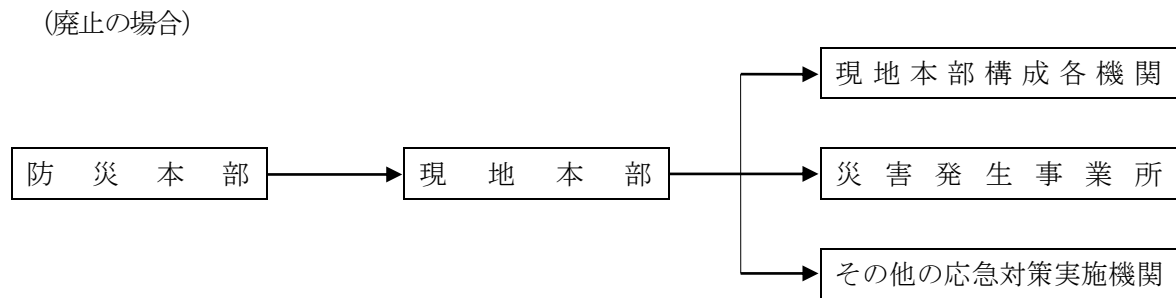 (廃止の場合)
現地本部構成各機関
防災本部
現地本部
災害発生事業所
その他の応急対策実施機関